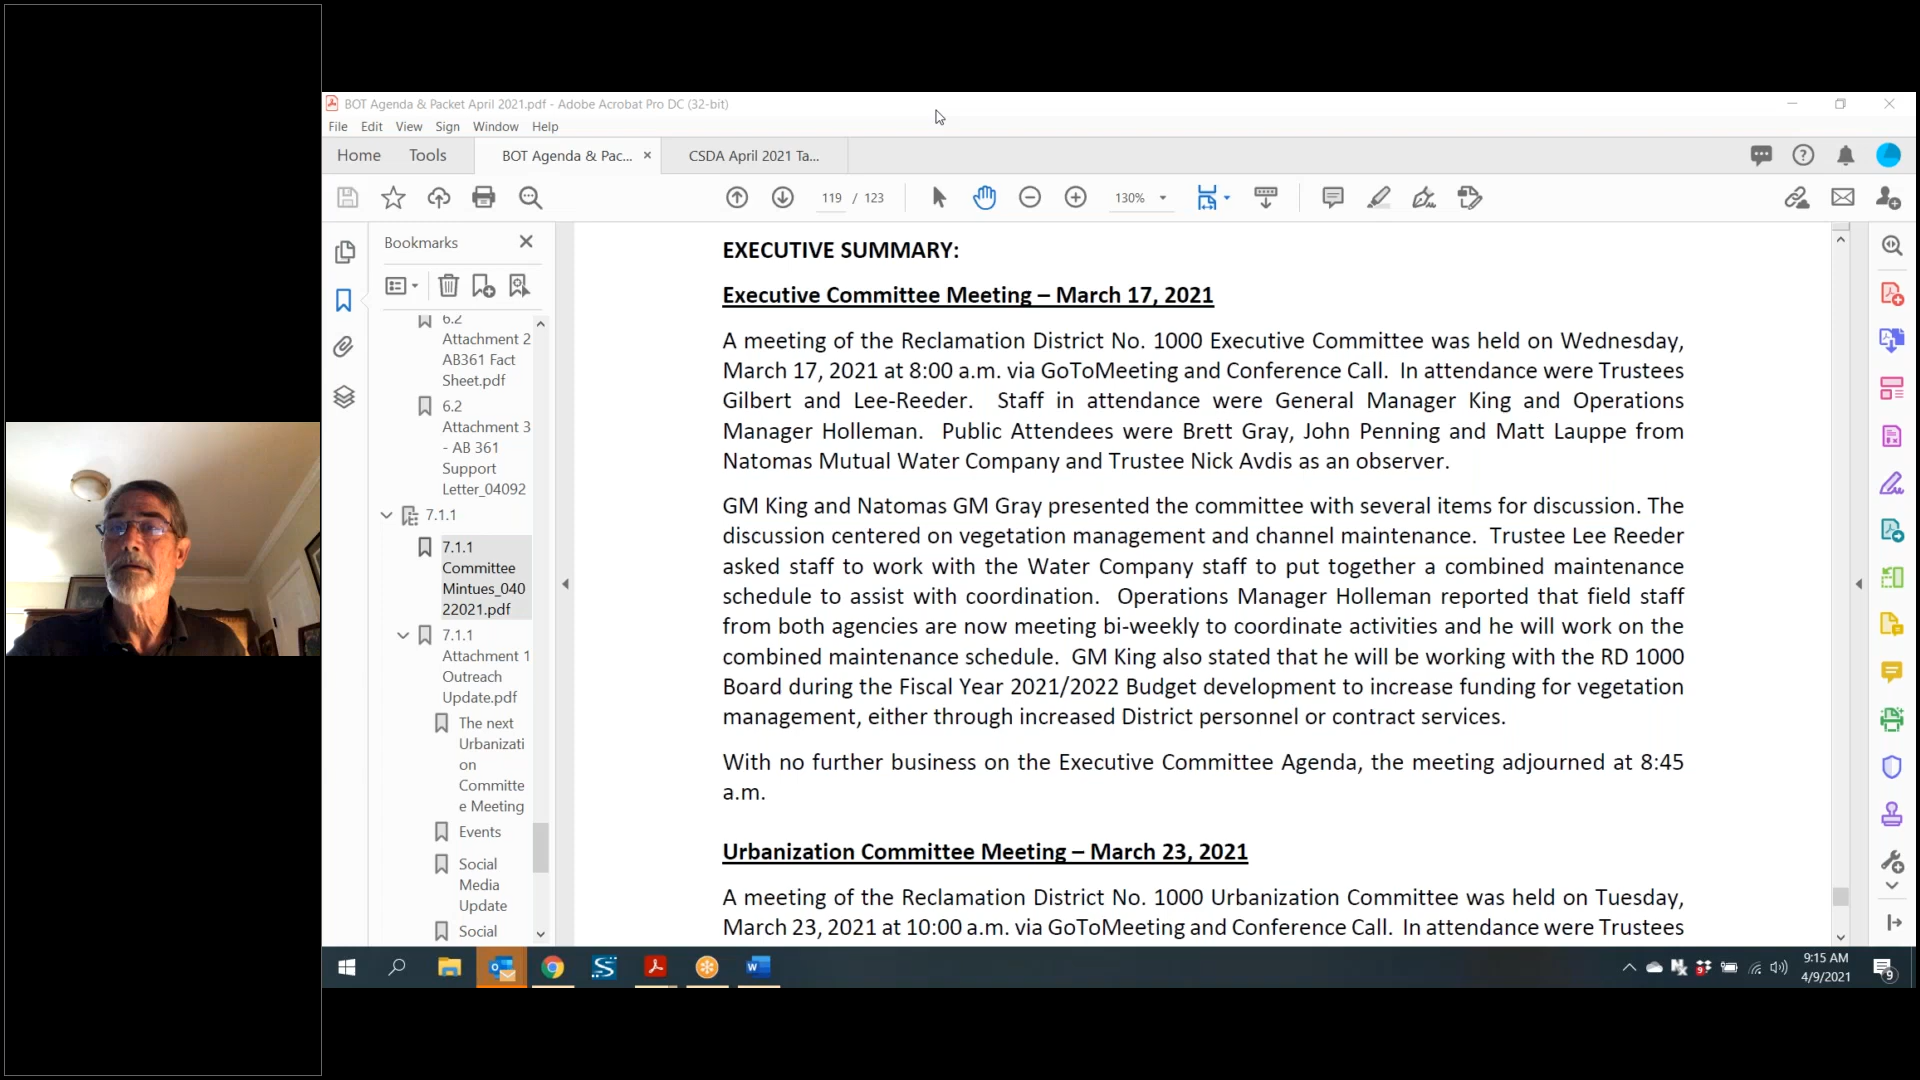 BOT Agenda & Packet April 2021.pdf - Adobe Acrobat Pro DC (32-bit)
File Edit View Sign Window Help
Home Tools BOT Agenda & Pac... × CSDA April 2021 Ta...
119 / 123 130%
Bookmarks
6.2
Attachment 2
AB361 Fact
Sheet.pdf
6.2
Attachment 3
- AB 361
Support
Letter_04092
7.1.1
7.1.1
Committee
Mintues_040
22021.pdf
7.1.1
Attachment 1
Outreach
Update.pdf
The next
Urbanizati
on
Committe
e Meeting
Events
Social
Media
Update
Social
EXECUTIVE SUMMARY:
Executive Committee Meeting – March 17, 2021
A meeting of the Reclamation District No. 1000 Executive Committee was held on Wednesday,
March 17, 2021 at 8:00 a.m. via GoToMeeting and Conference Call. In attendance were Trustees
Gilbert and Lee-Reeder. Staff in attendance were General Manager King and Operations
Manager Holleman. Public Attendees were Brett Gray, John Penning and Matt Lauppe from
Natomas Mutual Water Company and Trustee Nick Avdis as an observer.
GM King and Natomas GM Gray presented the committee with several items for discussion. The
discussion centered on vegetation management and channel maintenance. Trustee Lee Reeder
asked staff to work with the Water Company staff to put together a combined maintenance
schedule to assist with coordination. Operations Manager Holleman reported that field staff
from both agencies are now meeting bi-weekly to coordinate activities and he will work on the
combined maintenance schedule. GM King also stated that he will be working with the RD 1000
Board during the Fiscal Year 2021/2022 Budget development to increase funding for vegetation
management, either through increased District personnel or contract services.
With no further business on the Executive Committee Agenda, the meeting adjourned at 8:45
a.m.
Urbanization Committee Meeting – March 23, 2021
A meeting of the Reclamation District No. 1000 Urbanization Committee was held on Tuesday,
March 23, 2021 at 10:00 a.m. via GoToMeeting and Conference Call. In attendance were Trustees
9:15 AM
4/9/2021
9